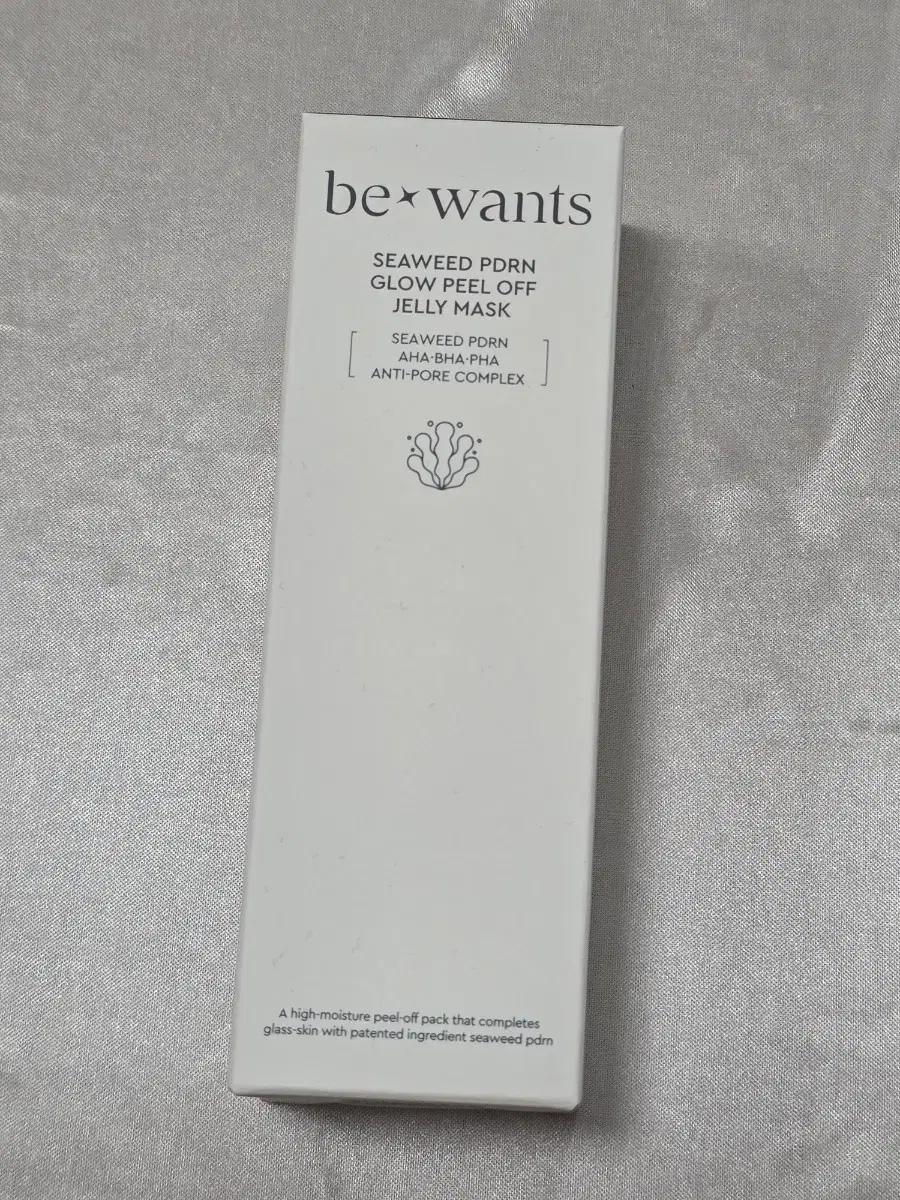 be wants
SEAWEED PDRN
GLOW PEEL OFF
JELLY MASK
SEAWEED PDRN
AHA·BHA·PHA
ANTI-PORE COMPLEX
A high-moisture peel-off pack that completes
glass-skin with patented ingredient seaweed pdrn